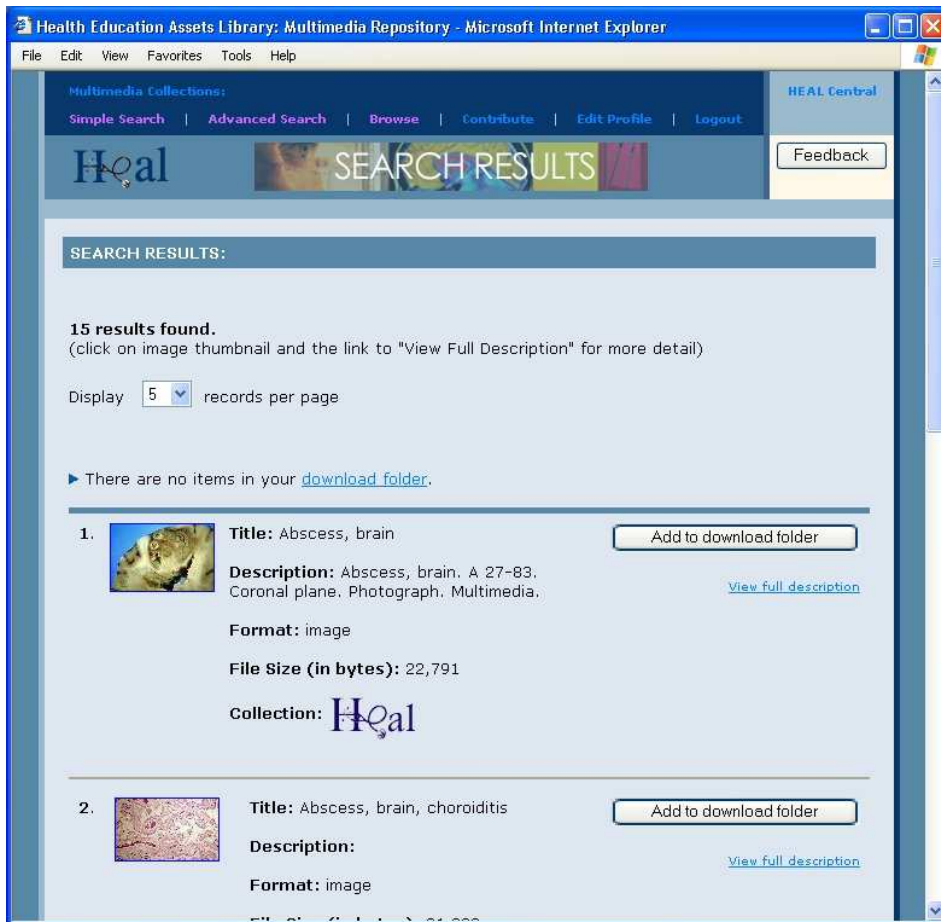 Health Education Assets Library: Multimedia Repository - Microsoft Internet Explorer
File Edit View Favorites Tools Help
Multimedia Collections:
HEAL Central
Simple Search | Advanced Search | Browse | Contribute | Edit Profile | Logout
Heal
SEARCH RESULTS
Feedback
SEARCH RESULTS:
15 results found.
(click on image thumbnail and the link to "View Full Description" for more detail)
Display 5 records per page
There are no items in your download folder.
1.
Title: Abscess, brain
Add to download folder
Description: Abscess, brain. A 27-83.
Coronal plane. Photograph. Multimedia.
View full description
Format: image
File Size (in bytes): 22,791
Collection: Heal
2.
Title: Abscess, brain, choroiditis
Add to download folder
Description:
View full description
Format: image